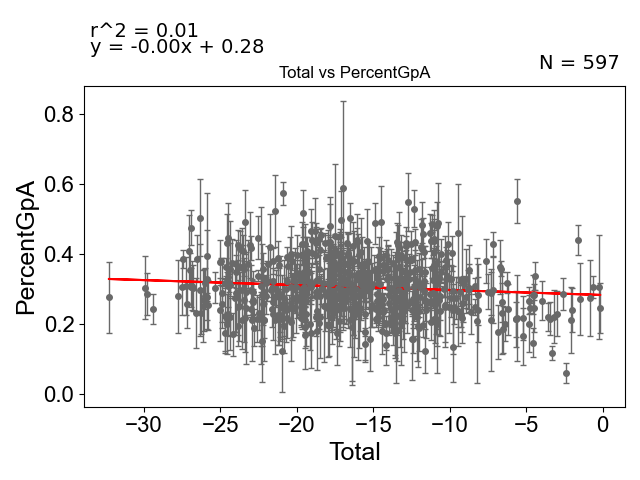 r^2 = 0.01
y = -0.00x + 0.28
N = 597
Total vs PercentGpA
PercentGpA
0.8
0.6
0.4
0.2
0.0
−30
−25
−20
−15
−10
−5
0
Total